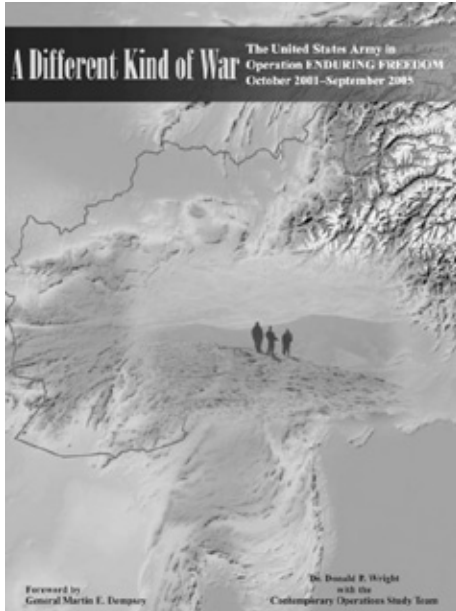 A Different Kind of War
The United States Army in
Operation ENDURING FREEDOM
October 2001–September 2005
Foreword by
General Martin E. Dempsey
Dr. Donald P. Wright
with the
Contemporary Operations Study Team